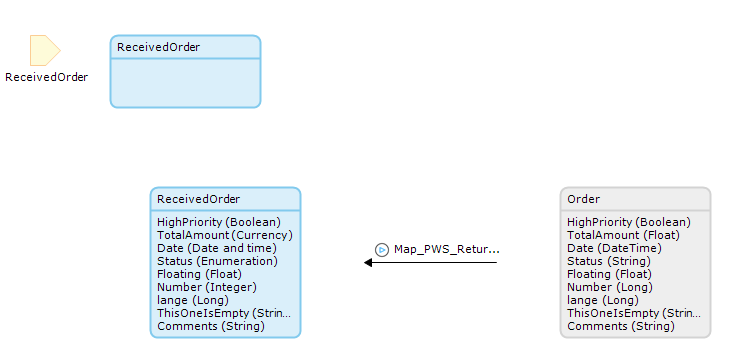 ReceivedOrder
ReceivedOrder
ReceivedOrder
HighPriority (Boolean)
TotalAmount (Currency)
Date (Date and time)
Status (Enumeration)
Floating (Float)
Number (Integer)
lange (Long)
ThisOneIsEmpty (Strin...
Comments (String)
Map_PWS_Retur...
Order
HighPriority (Boolean)
TotalAmount (Float)
Date (DateTime)
Status (String)
Floating (Float)
Number (Long)
lange (Long)
ThisOneIsEmpty (Strin...
Comments (String)